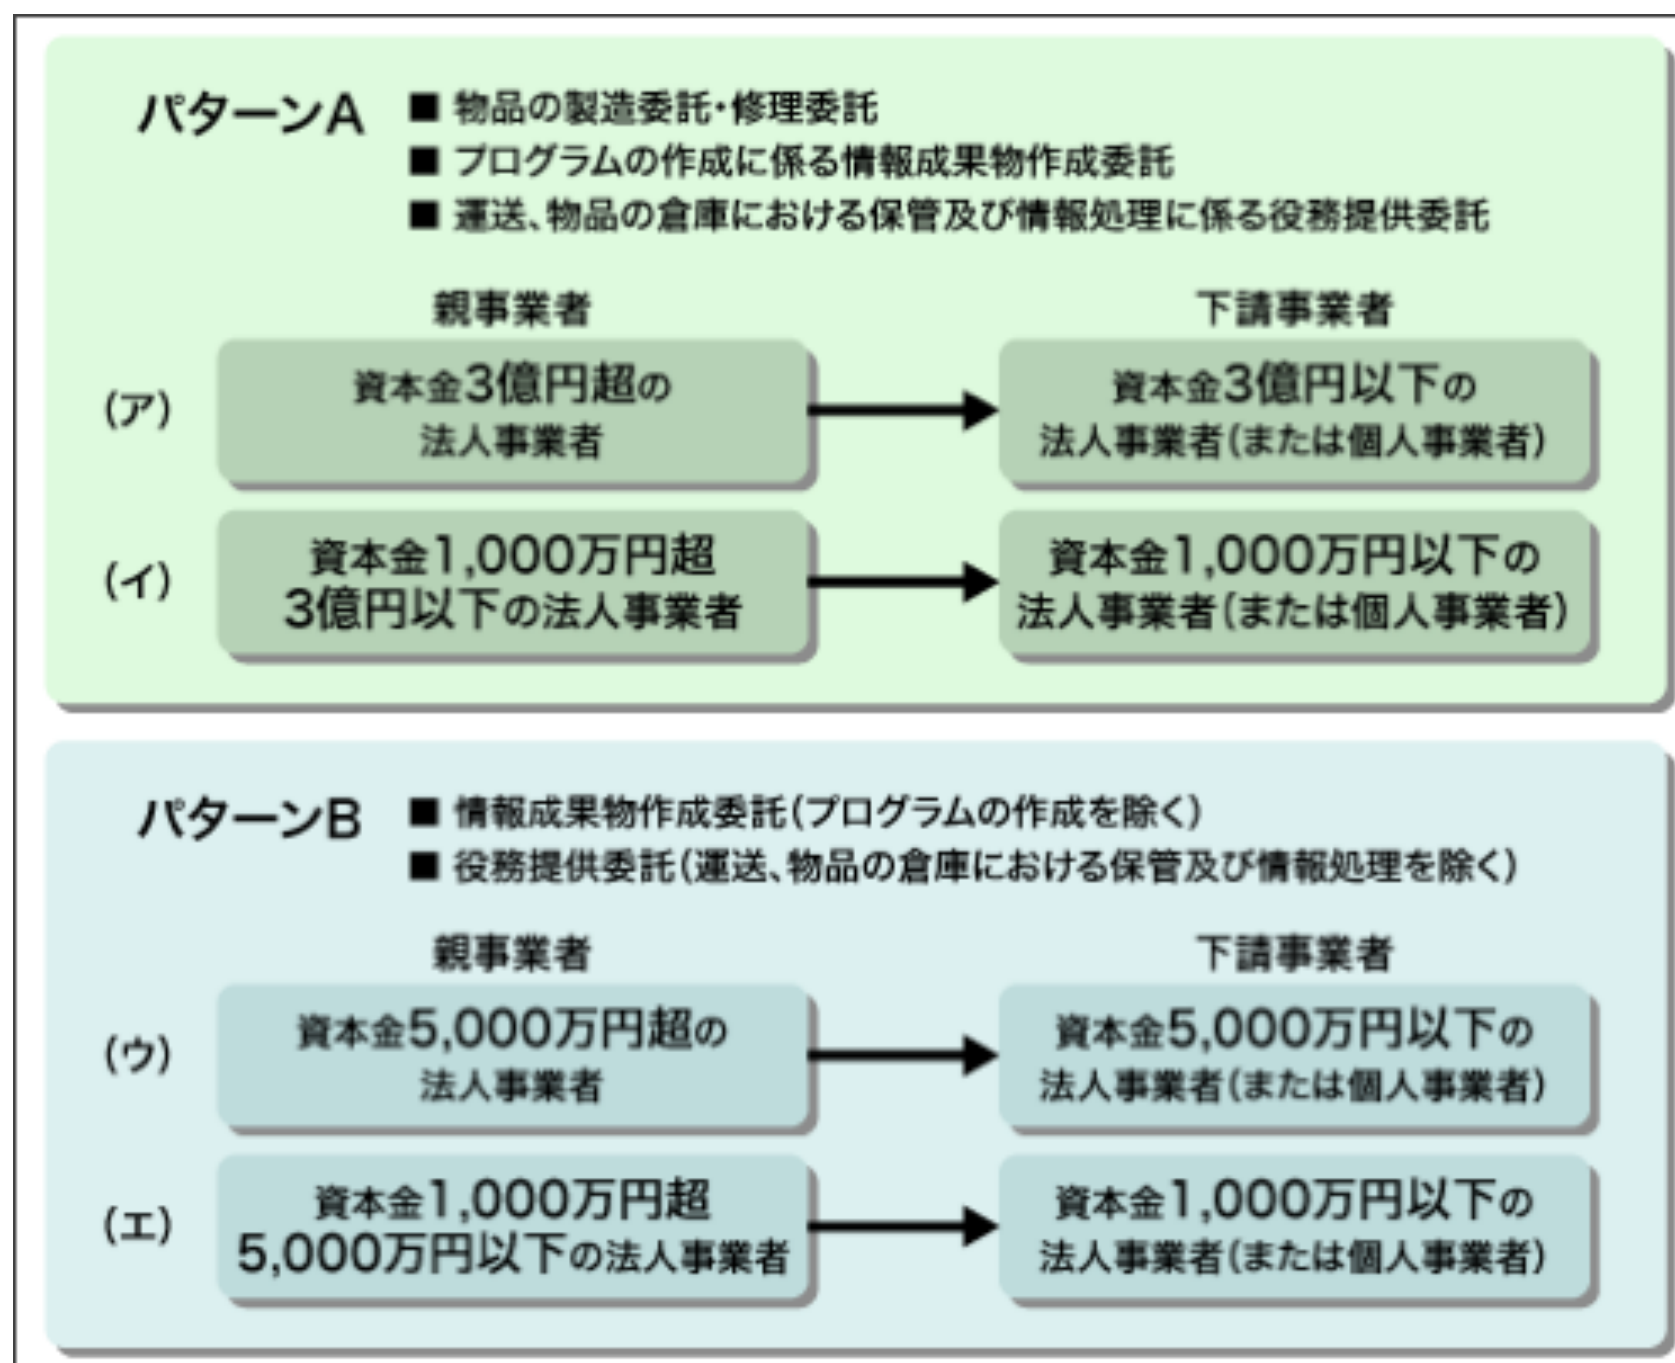 パターンA
■ 物品の製造委託・修理委託
■ プログラムの作成に係る情報成果物作成委託
■ 運送、物品の倉庫における保管及び情報処理に係る役務提供委託
親事業者
下請事業者
(ア)
資本金3億円超の
法人事業者
資本金3億円以下の
法人事業者(または個人事業者)
(イ)
資本金1,000万円超
3億円以下の法人事業者
資本金1,000万円以下の
法人事業者(または個人事業者)
パターンB
■ 情報成果物作成委託(プログラムの作成を除く)
■ 役務提供委託(運送、物品の倉庫における保管及び情報処理を除く)
親事業者
下請事業者
(ウ)
資本金5,000万円超の
法人事業者
資本金5,000万円以下の
法人事業者(または個人事業者)
(エ)
資本金1,000万円超
5,000万円以下の法人事業者
資本金1,000万円以下の
法人事業者(または個人事業者)